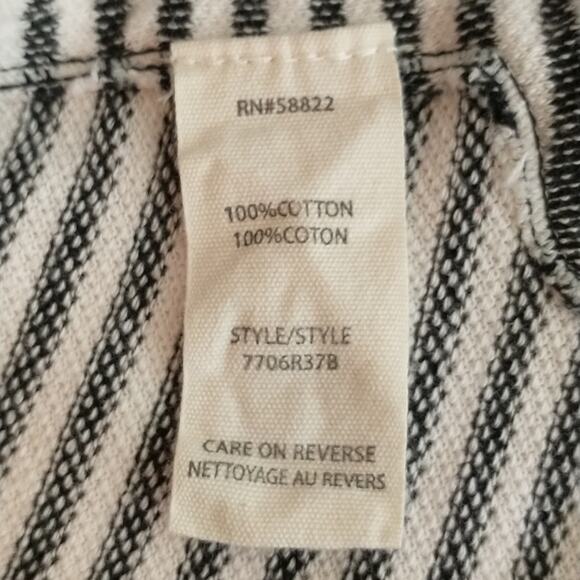 RN#58822
100%COTTON
100%COTON
STYLE/STYLE
7706R37B
CARE ON REVERSE
NETTOYAGE AU REVERS